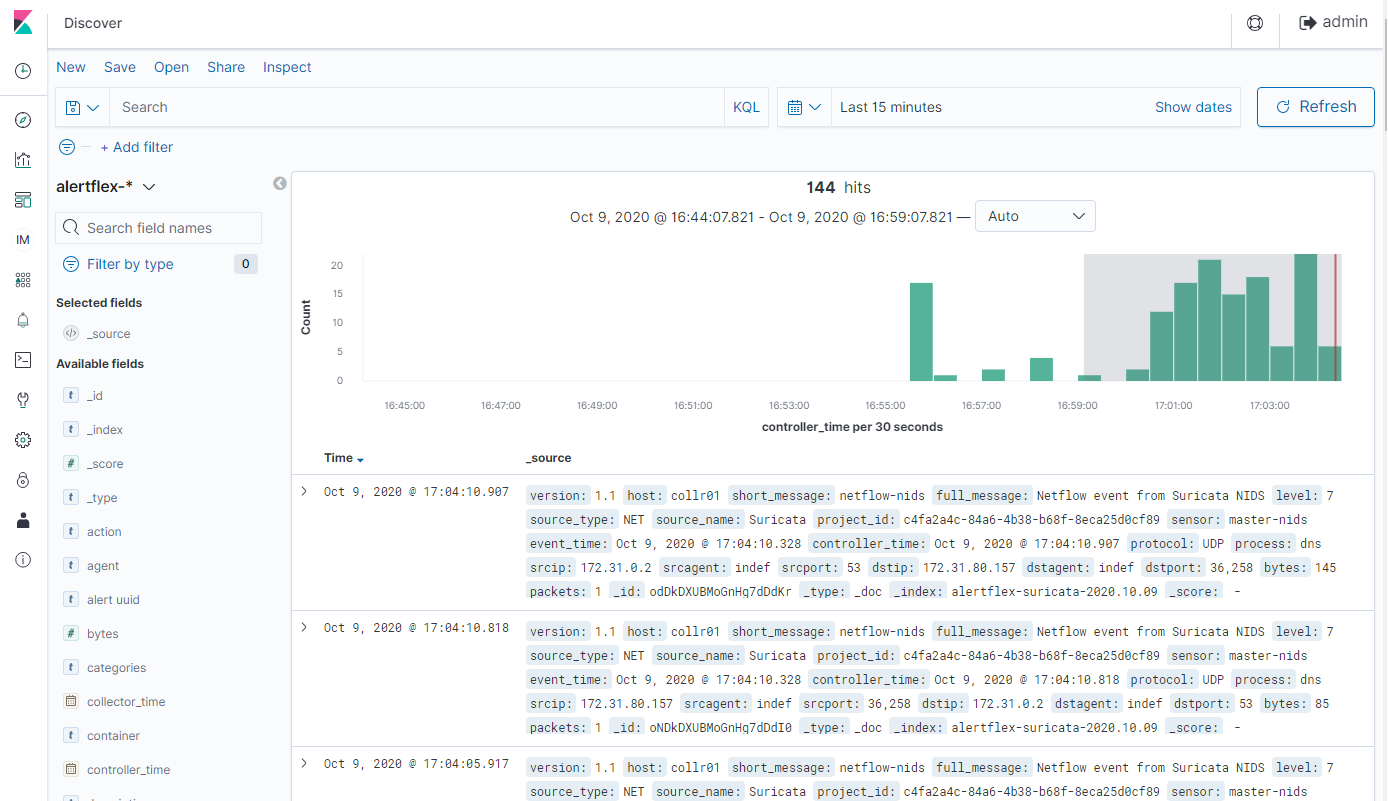 Discover
admin
New Save Open Share Inspect
Search KQL Last 15 minutes Show dates Refresh
+ Add filter
alertflex-*
Search field names
Filter by type 0
Selected fields
_source
Available fields
_id
_index
_score
_type
action
agent
alert uuid
bytes
categories
collector_time
container
controller_time
IM
144 hits
Oct 9, 2020 @ 16:44:07.821 - Oct 9, 2020 @ 16:59:07.821 — Auto
Count
20
15
10
5
0
16:45:00 16:47:00 16:49:00 16:51:00 16:53:00 16:55:00 16:57:00 16:59:00 17:01:00 17:03:00
controller_time per 30 seconds
Time _source
Oct 9, 2020 @ 17:04:10.907 version: 1.1 host: collr01 short_message: netflow-nids full_message: Netflow event from Suricata NIDS level: 7
source_type: NET source_name: Suricata project_id: c4fa2a4c-84a6-4b38-b68f-8eca25d0cf89 sensor: master-nids
event_time: Oct 9, 2020 @ 17:04:10.328 controller_time: Oct 9, 2020 @ 17:04:10.907 protocol: UDP process: dns
srcip: 172.31.0.2 srcagent: indef srcport: 53 dstip: 172.31.80.157 dstagent: indef dstport: 36,258 bytes: 145
packets: 1 _id: odDkDXUBMoGnHg7dDdKr _type: _doc _index: alertflex-suricata-2020.10.09 _score: -
Oct 9, 2020 @ 17:04:10.818 version: 1.1 host: collr01 short_message: netflow-nids full_message: Netflow event from Suricata NIDS level: 7
source_type: NET source_name: Suricata project_id: c4fa2a4c-84a6-4b38-b68f-8eca25d0cf89 sensor: master-nids
event_time: Oct 9, 2020 @ 17:04:10.328 controller_time: Oct 9, 2020 @ 17:04:10.818 protocol: UDP process: dns
srcip: 172.31.80.157 srcagent: indef srcport: 36,258 dstip: 172.31.0.2 dstagent: indef dstport: 53 bytes: 85
packets: 1 _id: oNDkDXUBMoGnHg7dDdI0 _type: _doc _index: alertflex-suricata-2020.10.09 _score: -
Oct 9, 2020 @ 17:04:05.917 version: 1.1 host: collr01 short_message: netflow-nids full_message: Netflow event from Suricata NIDS level: 7
source_type: NET source_name: Suricata project_id: c4fa2a4c-84a6-4b38-b68f-8eca25d0cf89 sensor: master-nids